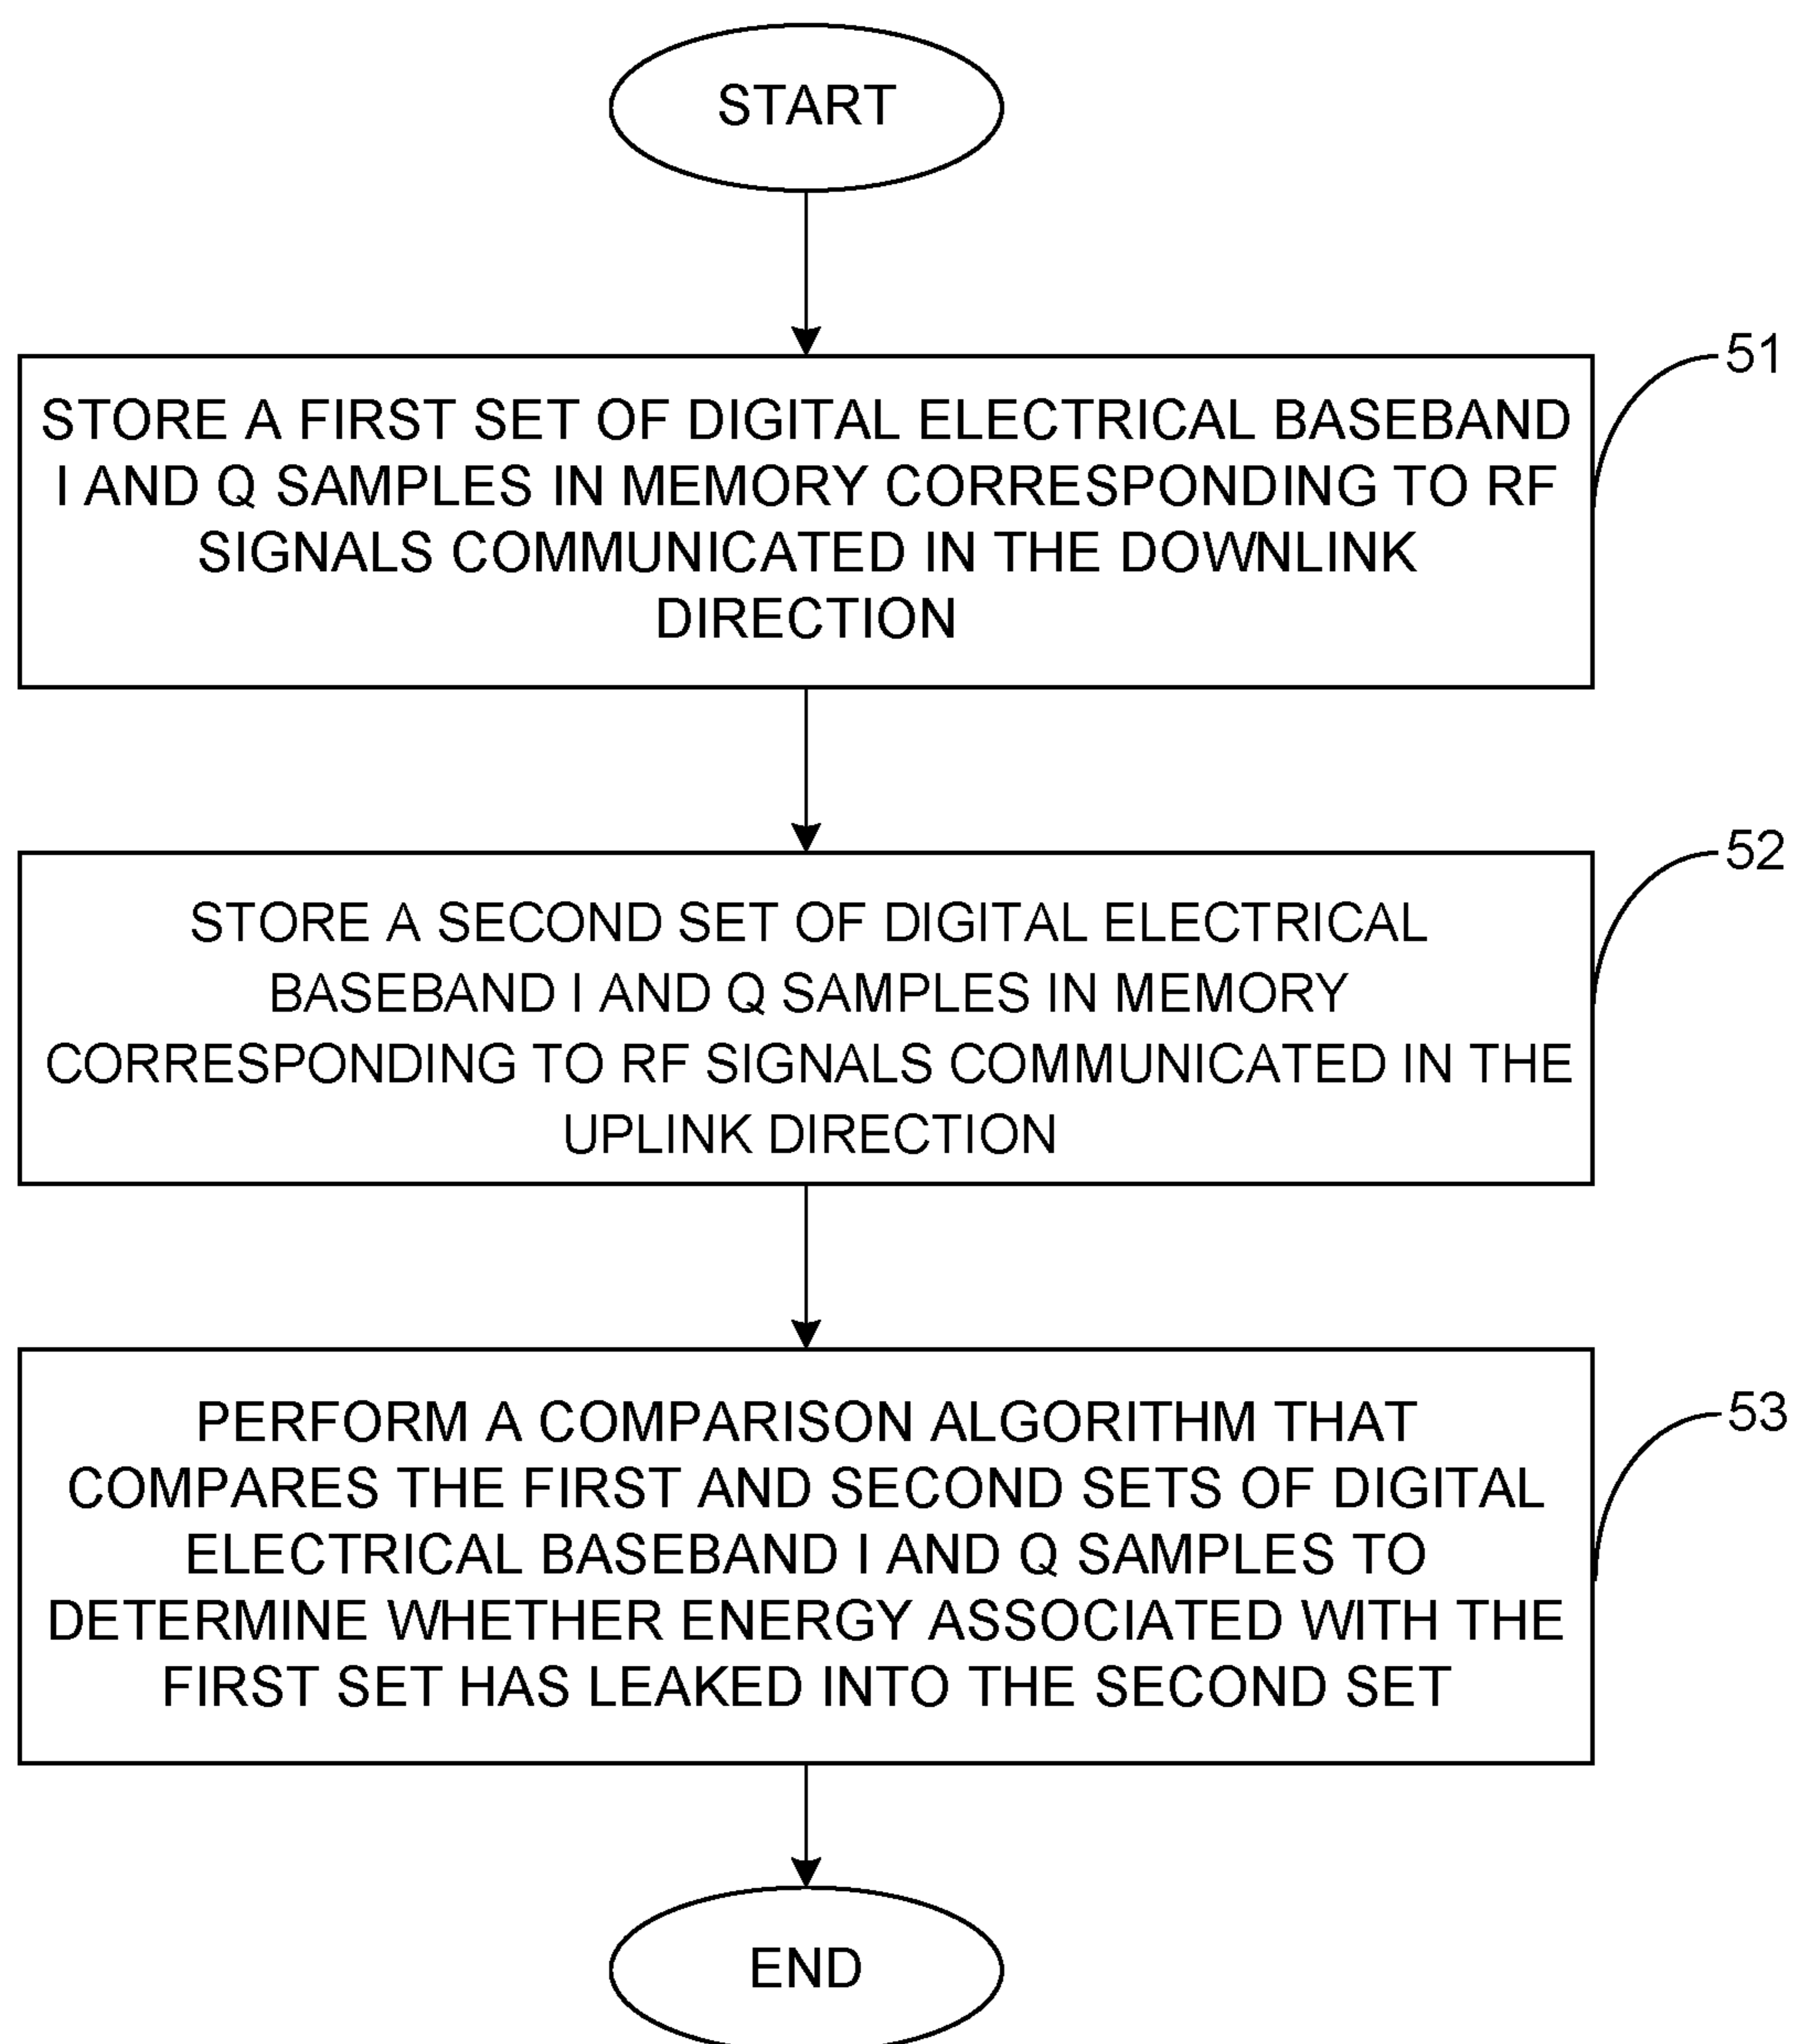 START
51
STORE A FIRST SET OF DIGITAL ELECTRICAL BASEBAND
I AND Q SAMPLES IN MEMORY CORRESPONDING TO RF
SIGNALS COMMUNICATED IN THE DOWNLINK
DIRECTION
52
STORE A SECOND SET OF DIGITAL ELECTRICAL
BASEBAND I AND Q SAMPLES IN MEMORY
CORRESPONDING TO RF SIGNALS COMMUNICATED IN THE
UPLINK DIRECTION
53
PERFORM A COMPARISON ALGORITHM THAT
COMPARES THE FIRST AND SECOND SETS OF DIGITAL
ELECTRICAL BASEBAND I AND Q SAMPLES TO
DETERMINE WHETHER ENERGY ASSOCIATED WITH THE
FIRST SET HAS LEAKED INTO THE SECOND SET
END